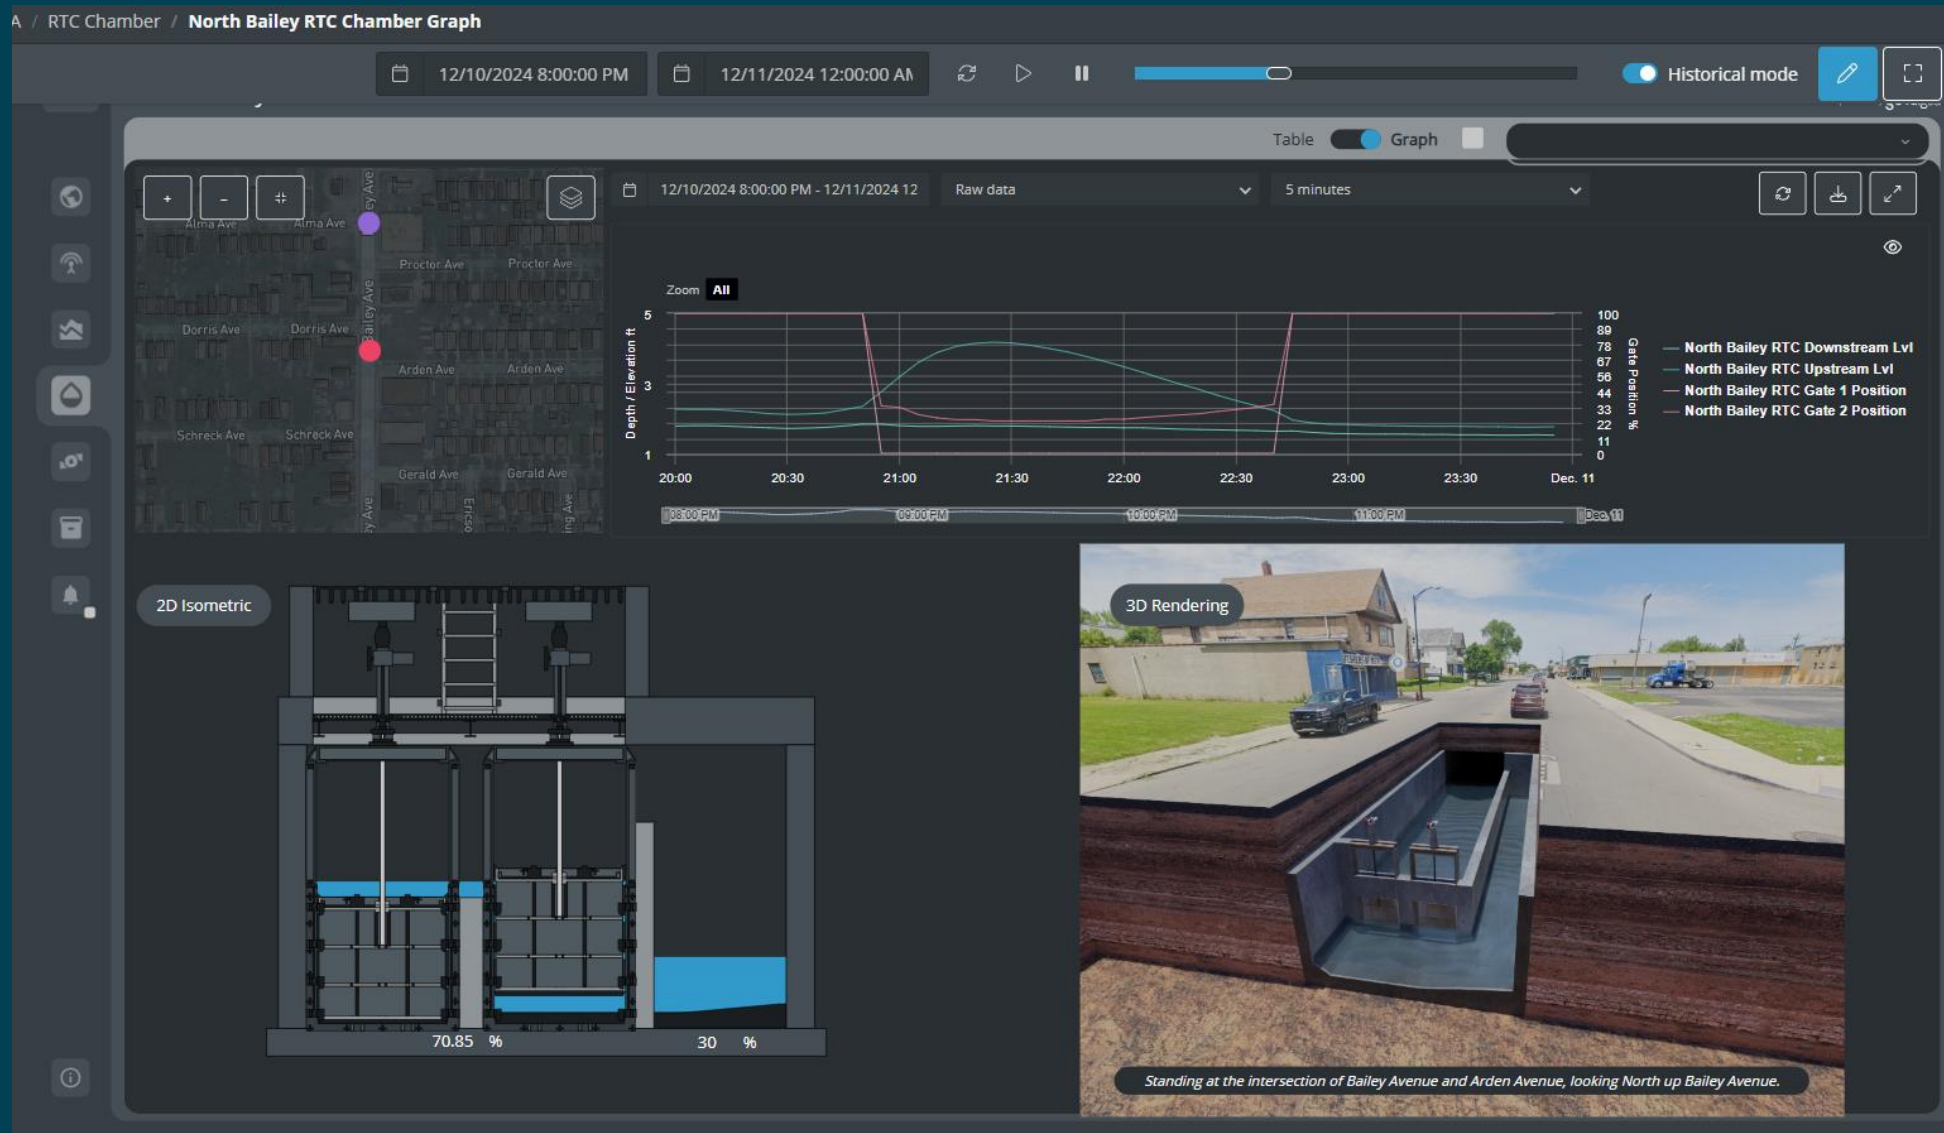 A / RTC Chamber / North Bailey RTC Chamber Graph
12/10/2024 8:00:00 PM
12/11/2024 12:00:00 AM
Historical mode
Table
Graph
12/10/2024 8:00:00 PM - 12/11/2024 12
Raw data
5 minutes
+
-
Alma Ave
Alma Ave
Proctor Ave
Proctor Ave
Bailey Ave
Dorris Ave
Dorris Ave
Arden Ave
Arden Ave
Schreck Ave
Schreck Ave
Gerald Ave
Gerald Ave
Zoom All
Depth / Elevation ft
5
3
1
100
89
78
67
56
44
33
22
11
0
Gate Position %
20:00 20:30 21:00 21:30 22:00 22:30 23:00 23:30 Dec. 11
08:00 PM 09:00 PM 10:00 PM 11:00 PM Dec. 11
North Bailey RTC Downstream Lvl
North Bailey RTC Upstream Lvl
North Bailey RTC Gate 1 Position
North Bailey RTC Gate 2 Position
2D Isometric
70.85 %
30 %
3D Rendering
Standing at the intersection of Bailey Avenue and Arden Avenue, looking North up Bailey Avenue.